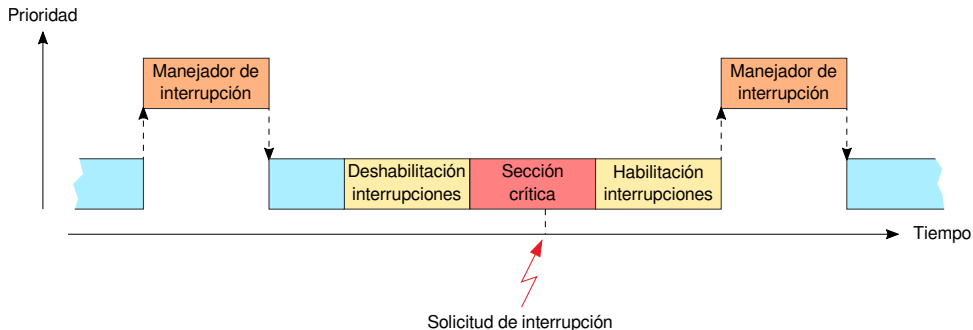 Prioridad
Manejador de
interrupción
Manejador de
interrupción
Deshabilitación
interrupciones
Sección
crítica
Habilitación
interrupciones
Tiempo
Solicitud de interrupción